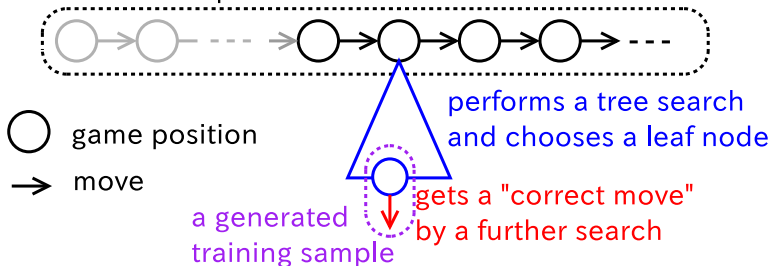 performs a tree search
and chooses a leaf node
game position
move
gets a "correct move"
by a further search
a generated
training sample